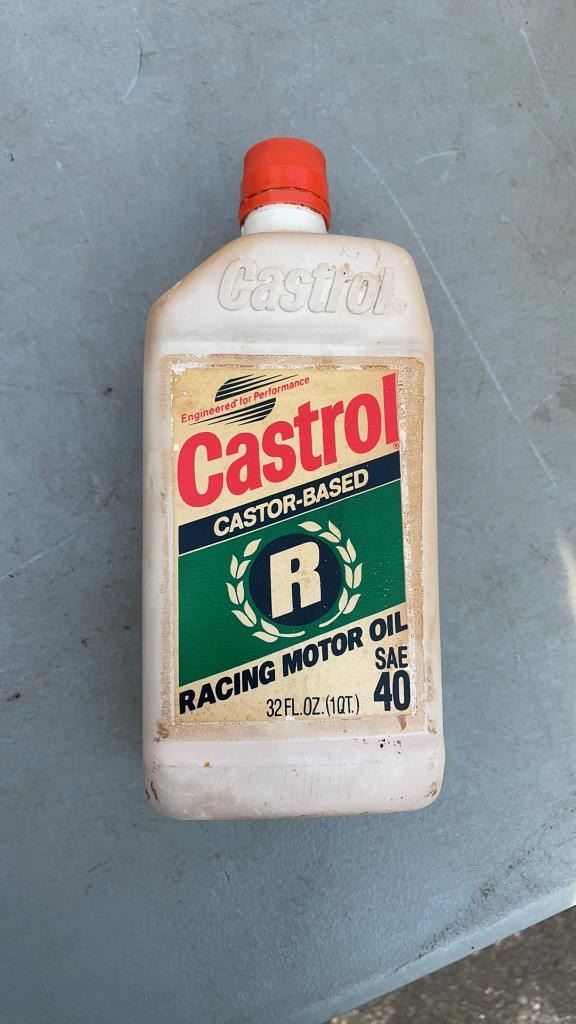 Castrol®
Engineered for Performance
Castrol®
CASTOR-BASED
R
RACING MOTOR OIL
SAE
32 FL. OZ. (1 QT.) 40